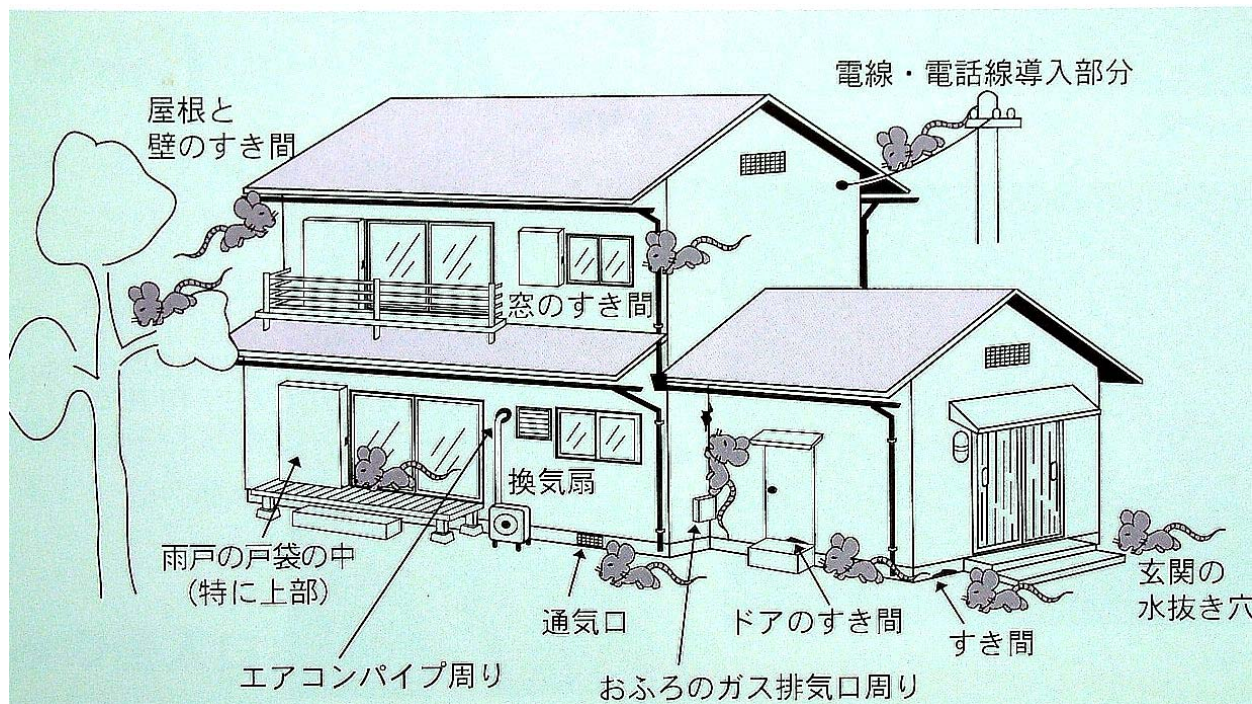 電線・電話線導入部分
屋根と
壁のすき間
窓のすき間
換気扇
雨戸の戸袋の中
(特に上部)
通気口
ドアのすき間
すき間
玄関の
水抜き穴
エアコンパイプ周り
おふろのガス排気口周り